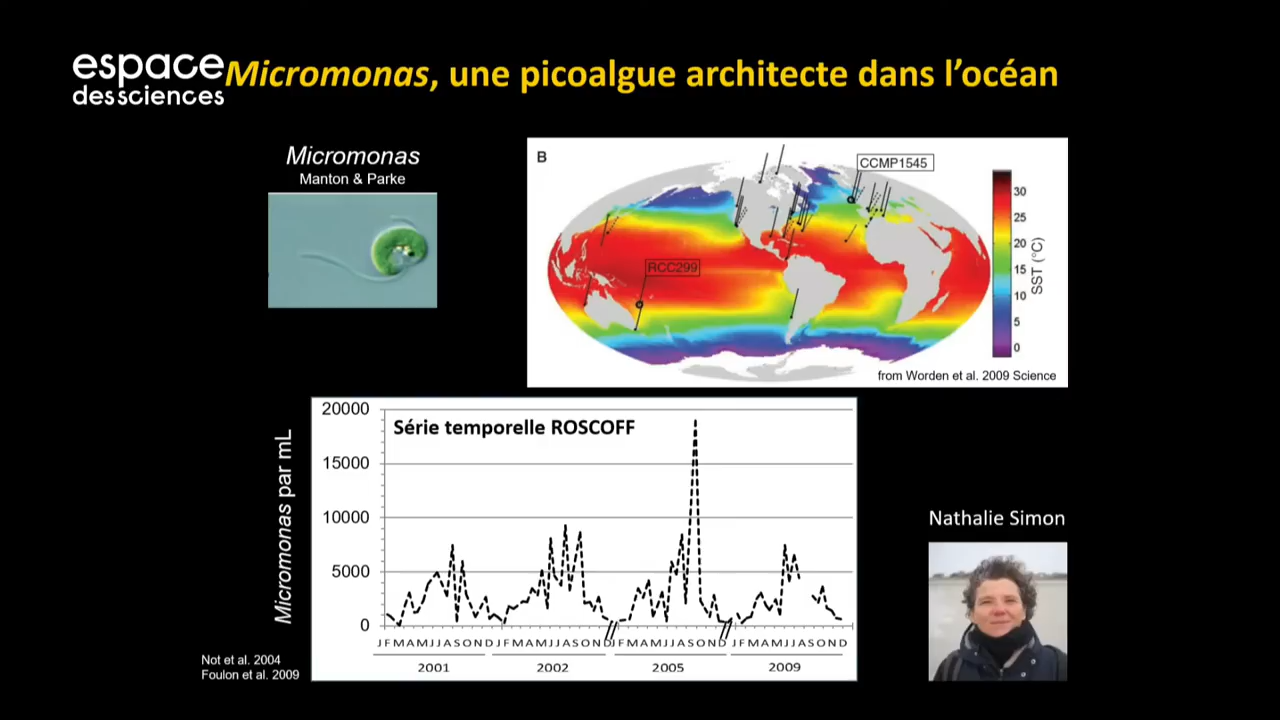 espace
des sciences
Micromonas, une picoalgue architecte dans l'océan
Micromonas
Manton & Parke
B
CCMP1545
RCC299
30
25
20
15
10
5
0
SST (°C)
from Worden et al. 2009 Science
Série temporelle ROSCOFF
Micromonas par mL
20000
15000
10000
5000
0
J F M A M J J A S O N D J F M A M J J A S O N D J F M A M J J A S O N D J F M A M J J A S O N D
2001 2002 2005 2009
Not et al. 2004
Foulon et al. 2009
Nathalie Simon